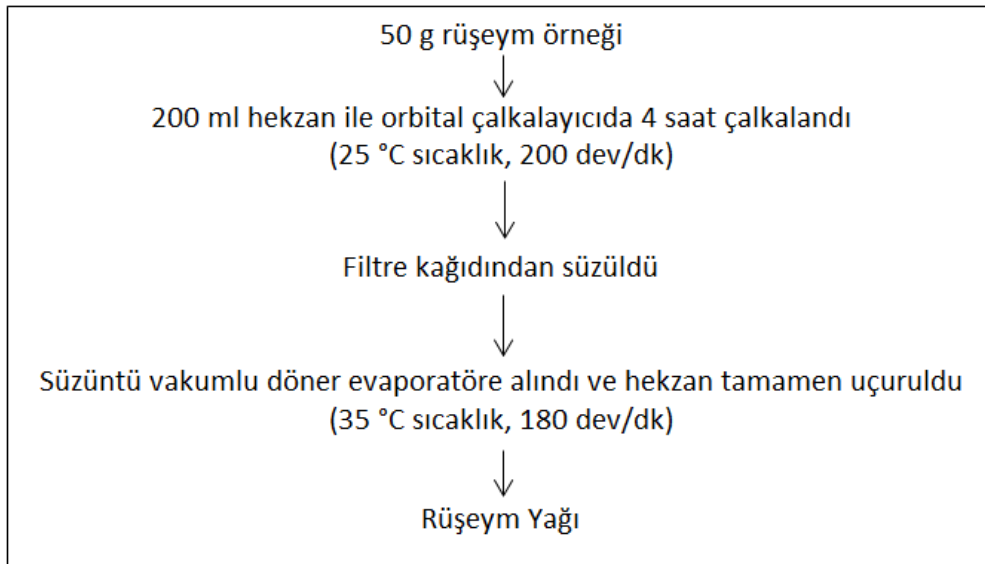 50 g rüşeym örneği
200 ml hekzan ile orbital çalkalayıcıda 4 saat çalkalandı
(25 °C sıcaklık, 200 dev/dk)
Filtre kağıdından süzüldü
Süzüntü vakumlu döner evaporatöre alındı ve hekzan tamamen uçuruldu
(35 °C sıcaklık, 180 dev/dk)
Rüşeym Yağı